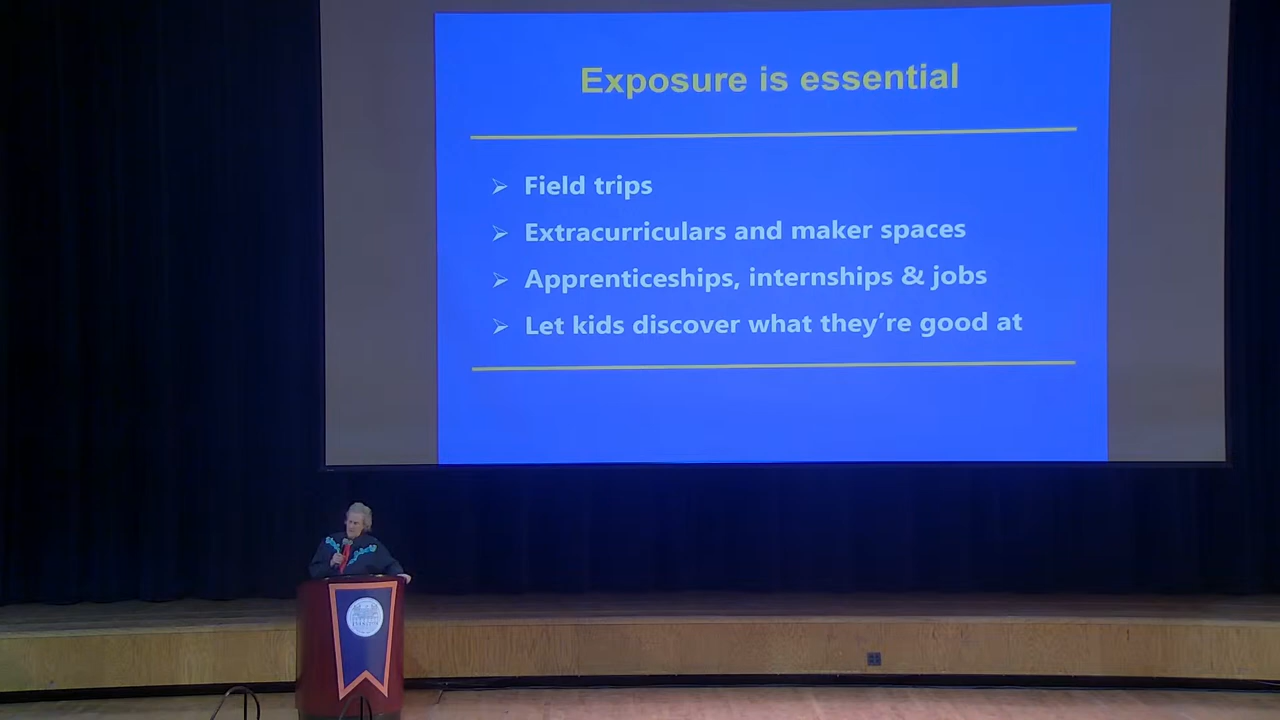 Exposure is essential
➢ Field trips
➢ Extracurriculars and maker spaces
➢ Apprenticeships, internships & jobs
➢ Let kids discover what they’re good at